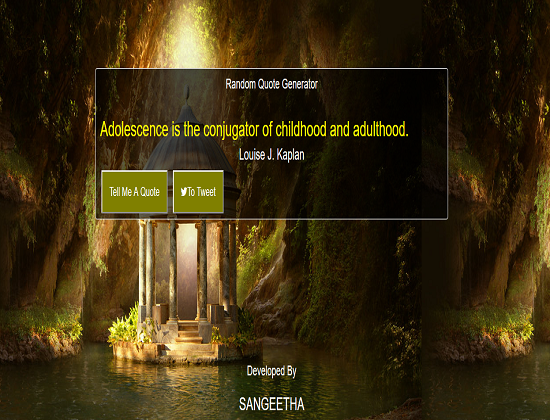 Random Quote Generator
Adolescence is the conjugator of childhood and adulthood.
Louise J. Kaplan
Tell Me A Quote
To Tweet
Developed By
SANGEETHA